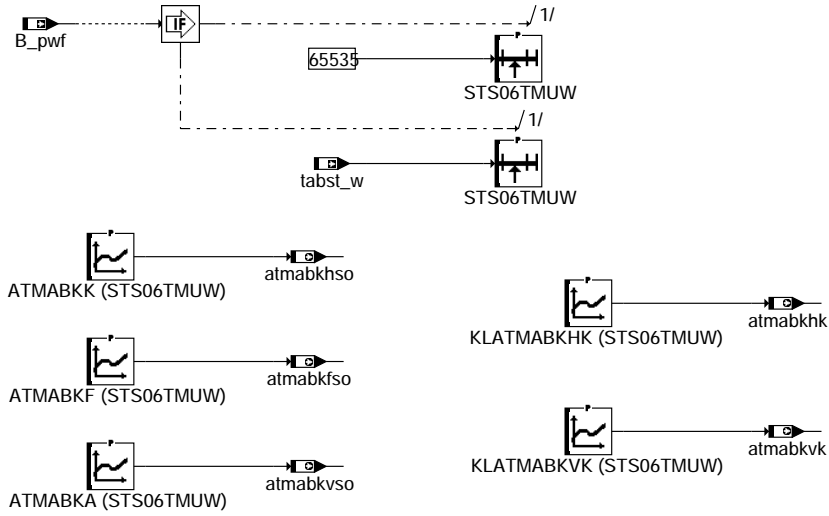 /1/
IF
B_pwf
65535
P
STS06TMUW
/1/
P
tabst_w
STS06TMUW
P
atmabkhso
ATMABKK (STS06TMUW)
P
atmabkhk
KLATMABKHK (STS06TMUW)
P
atmabkfso
ATMABKF (STS06TMUW)
P
atmabkvk
KLATMABKVK (STS06TMUW)
P
atmabkvso
ATMABKA (STS06TMUW)